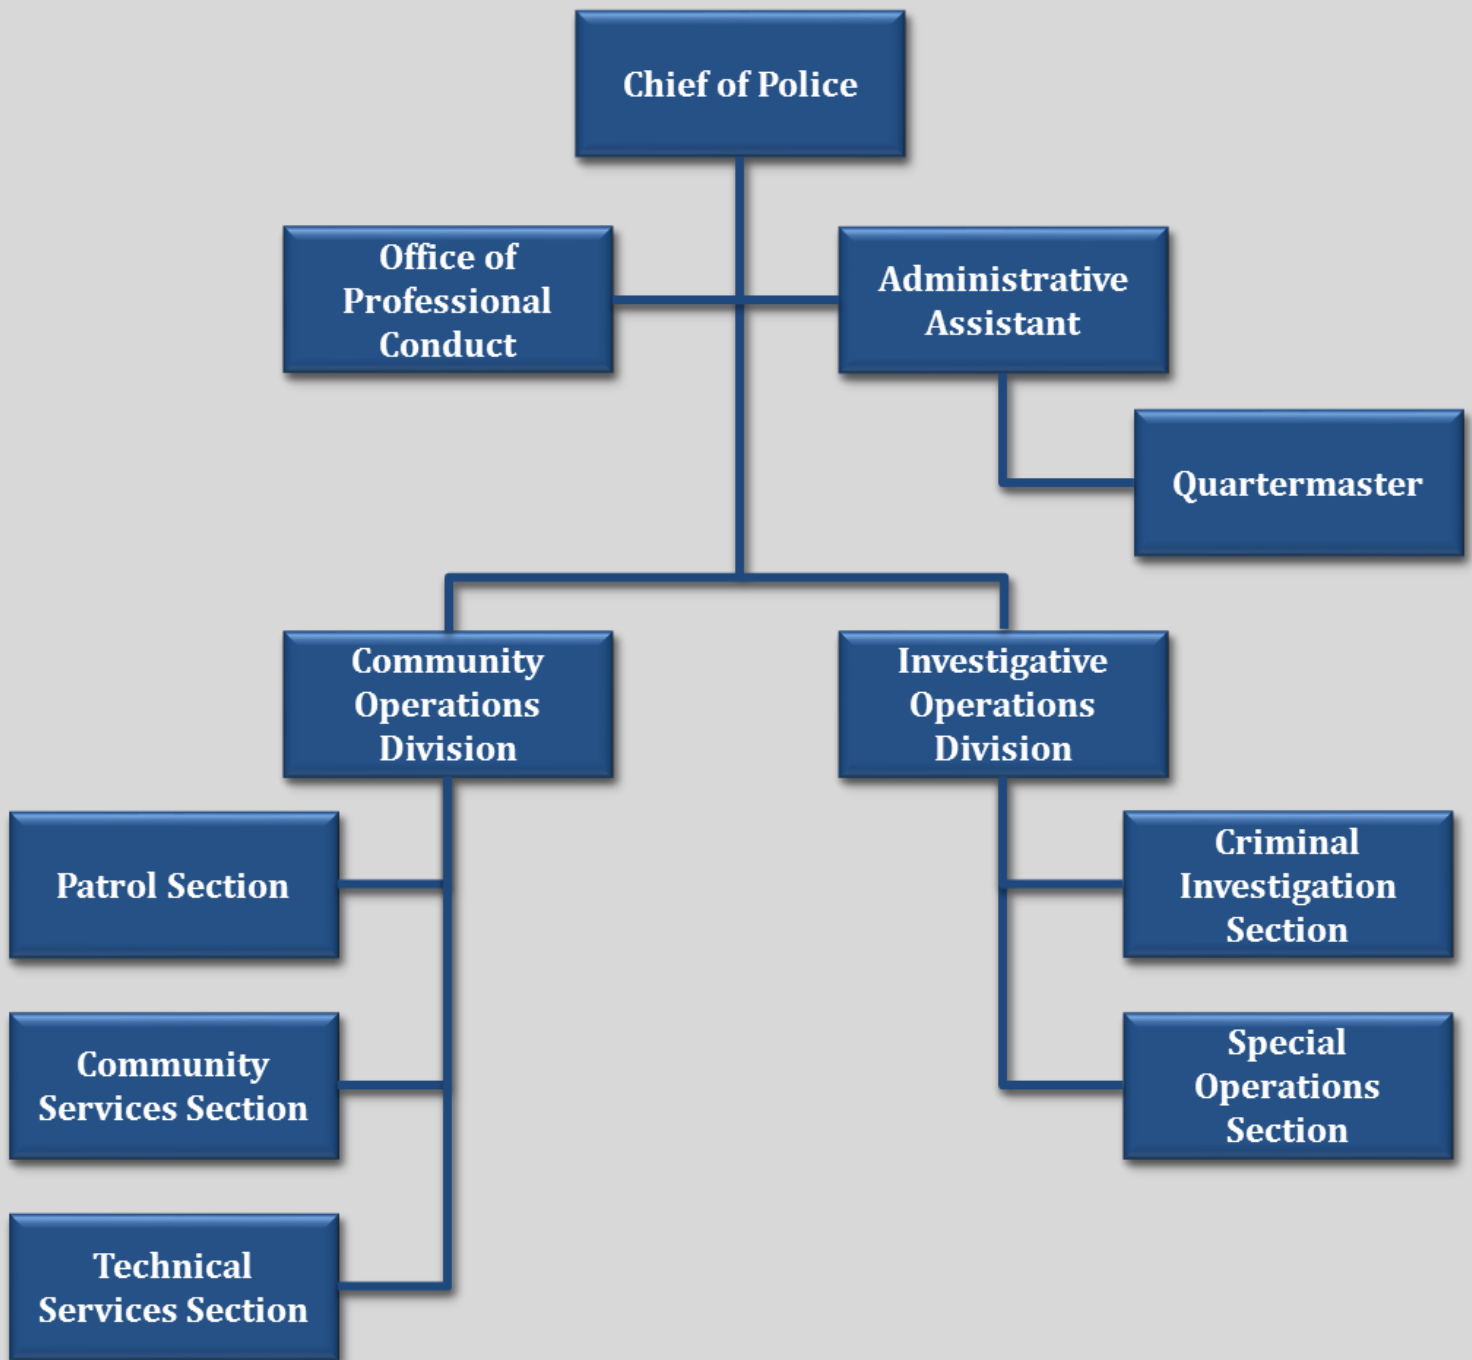 Chief of Police
Office of
Professional
Conduct
Administrative
Assistant
Quartermaster
Community
Operations
Division
Investigative
Operations
Division
Patrol Section
Criminal
Investigation
Section
Community
Services Section
Special
Operations
Section
Technical
Services Section